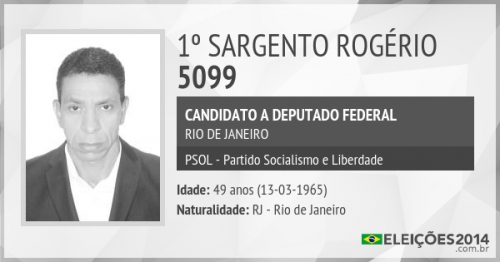 1º SARGENTO ROGÉRIO
5099
CANDIDATO A DEPUTADO FEDERAL
RIO DE JANEIRO
PSOL - Partido Socialismo e Liberdade
Idade: 49 anos (13-03-1965)
Naturalidade: RJ - Rio de Janeiro
ELEIÇÕES2014
.com.br